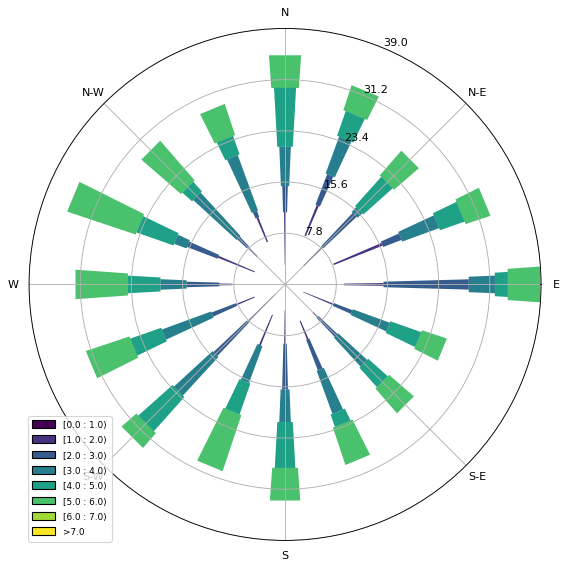 N
39.0
N-W
31.2
N-E
23.4
15.6
7.8
W
E
[0.0 : 1.0)
[1.0 : 2.0)
[2.0 : 3.0)
[3.0 : 4.0)
[4.0 : 5.0)
[5.0 : 6.0)
[6.0 : 7.0)
>7.0
S-W
S-E
S